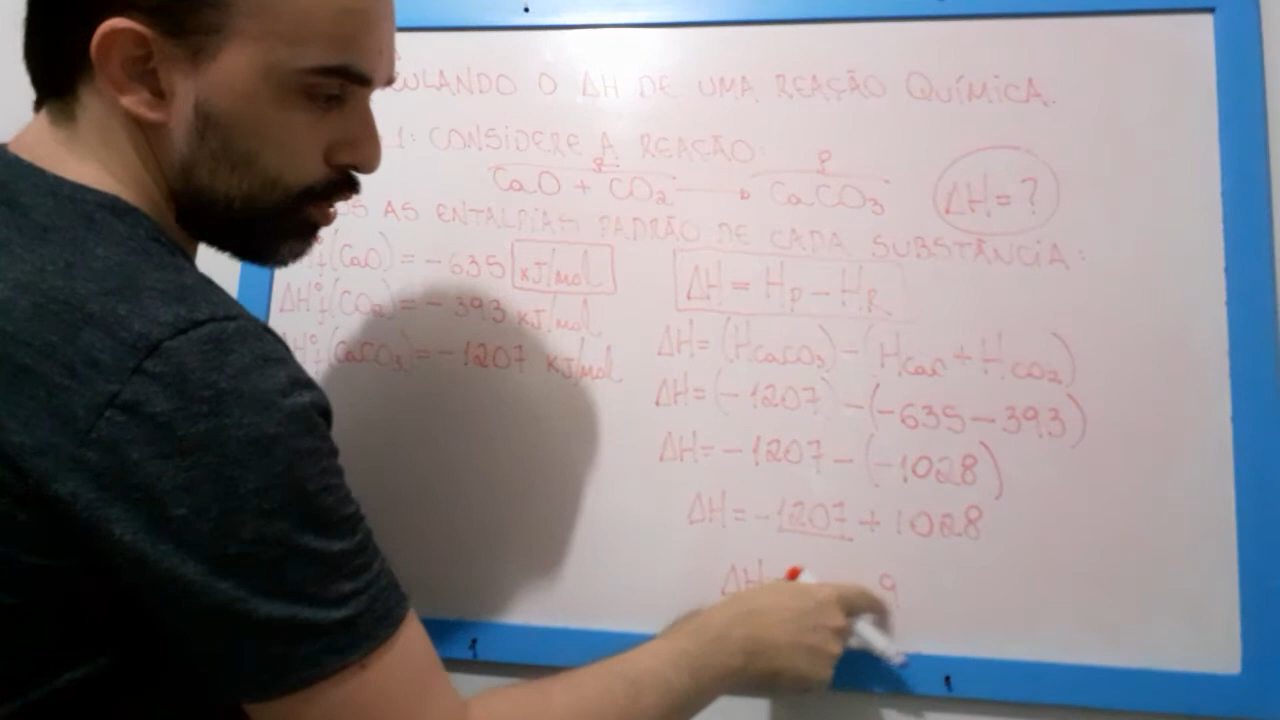 ULANDO O ΔH DE UMA REAÇÃO QUÍMICA.
1: CONSIDERE A REAÇÃO:
R P
CaO + CO₂ → CaCO₃ ΔH = ?
AS ENTALPIAS PADRÃO DE CADA SUBSTÂNCIA:
(CaO) = -635 kJ/mol
ΔH°f (CO₂) = -393 kJ/mol
H°f (CaCO₃) = -1207 kJ/mol
ΔH = HP - HR
ΔH = (HCaCO₃) - (HCaO + HCO₂)
ΔH = (-1207) - (-635-393)
ΔH = -1207 - (-1028)
ΔH = -1207 + 1028
ΔH 9